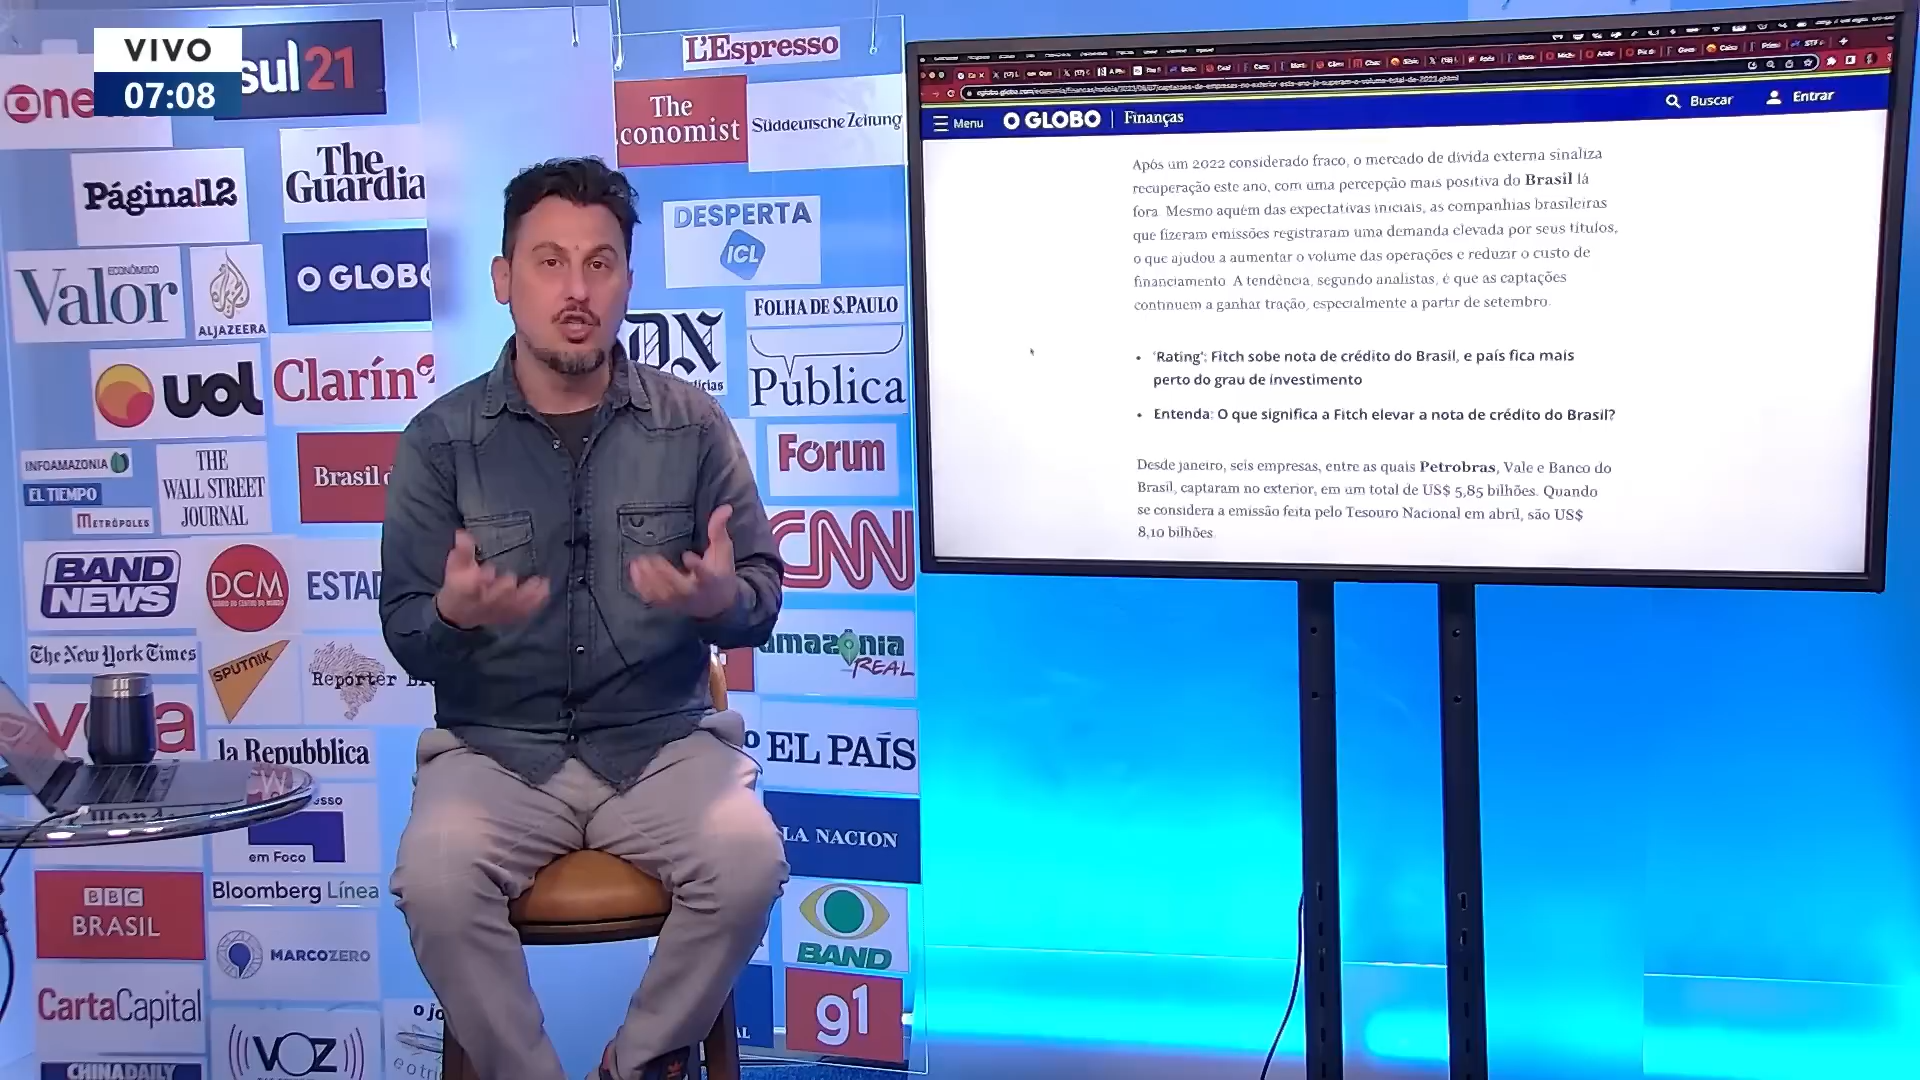 VIVO
07:08
sul21
L'Espresso
The
conomist
Süddeutsche Zeitung
Página12
The
Guardia
DESPERTA
ICL
Valor
ECONÔMICO
ALJAZEERA
O GLOBO
FOLHA DE S.PAULO
DN
uol
Clarín
Pública
INFOAMAZONIA
EL TIEMPO
METRÓPOLES
THE
WALL STREET
JOURNAL
Brasil d
Forum
BAND
NEWS
DCM
ESTAD
CNN
The New York Times
SPUTNIK
Repórter
amazônia
REAL
la Repubblica
EL PAÍS
em Foco
LA NACION
BBC
BRASIL
Bloomberg Línea
MARCOZERO
BAND
CartaCapital
VOZ
o jo
g1
CHINADAILY
Menu
O GLOBO | Finanças
Buscar
Entrar
Após um 2022 considerado fraco, o mercado de dívida externa sinaliza
recuperação este ano, com uma percepção mais positiva do Brasil lá
fora. Mesmo aquém das expectativas iniciais, as companhias brasileiras
que fizeram emissões registraram uma demanda elevada por seus títulos,
o que ajudou a aumentar o volume das operações e reduzir o custo de
financiamento. A tendência, segundo analistas, é que as captações
continuem a ganhar tração, especialmente a partir de setembro.
• 'Rating': Fitch sobe nota de crédito do Brasil, e país fica mais
perto do grau de investimento
• Entenda: O que significa a Fitch elevar a nota de crédito do Brasil?
Desde janeiro, seis empresas, entre as quais Petrobras, Vale e Banco do
Brasil, captaram no exterior, em um total de US$ 5,85 bilhões. Quando
se considera a emissão feita pelo Tesouro Nacional em abril, são US$
8,10 bilhões.